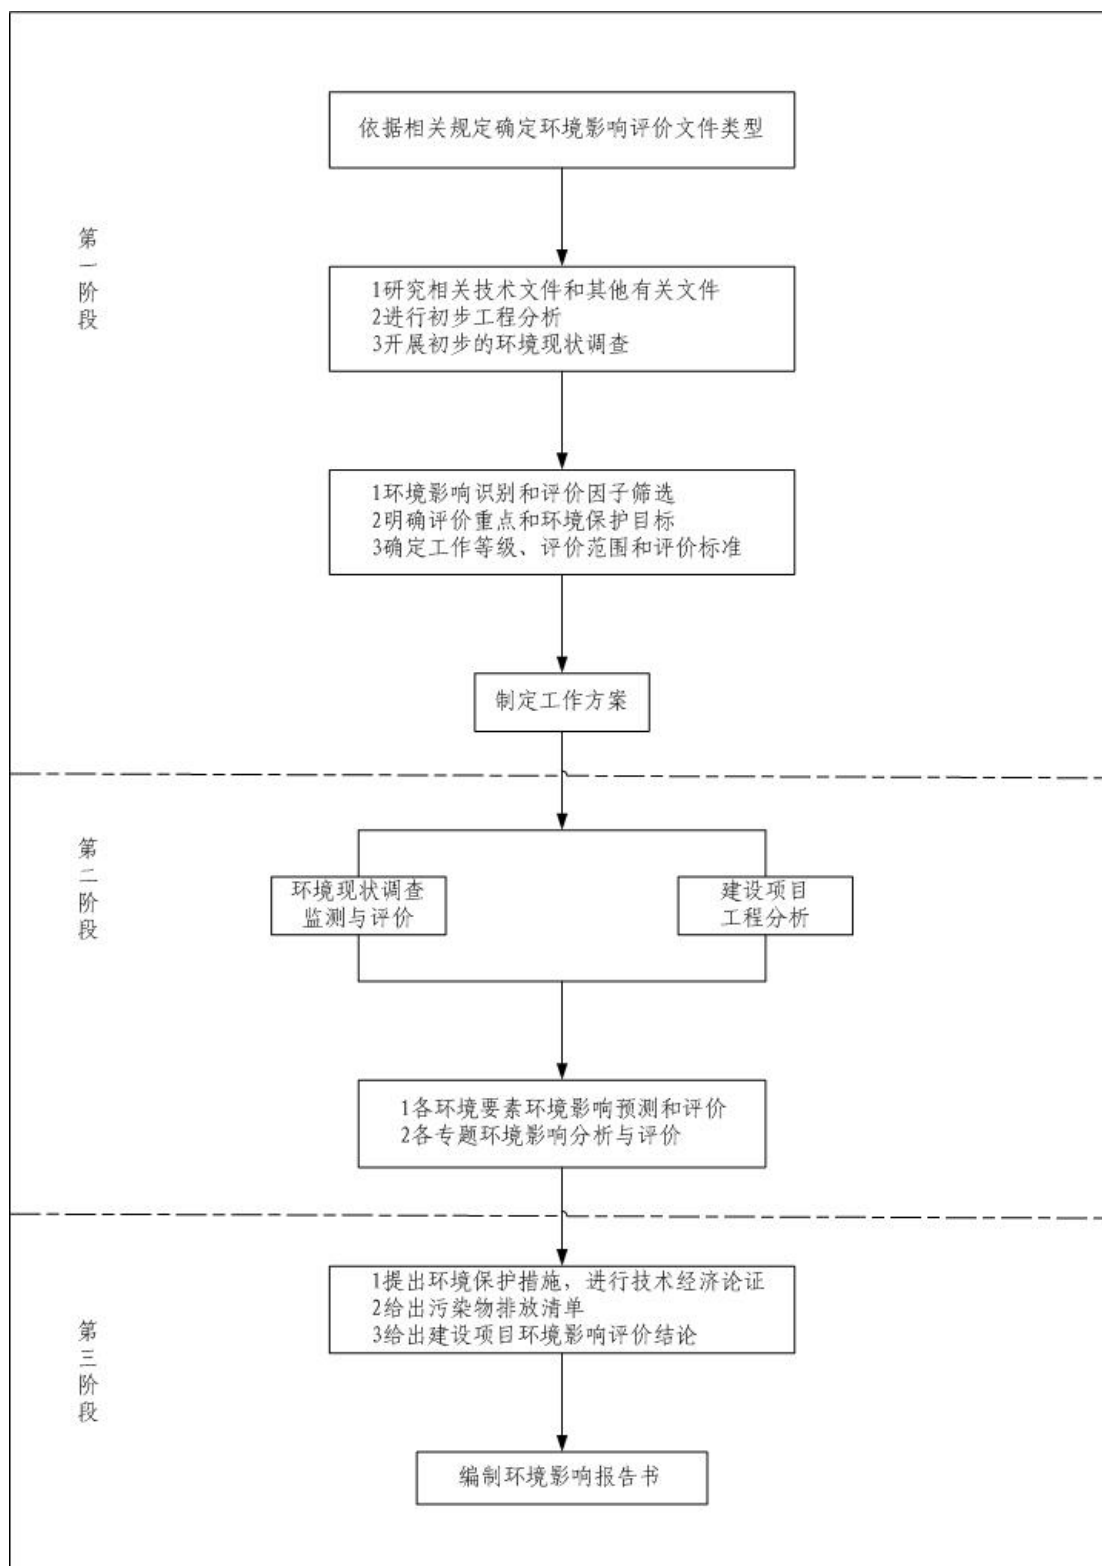 依据相关规定确定环境影响评价文件类型
第一阶段
1研究相关技术文件和其他有关文件
2进行初步工程分析
3开展初步的环境现状调查
1环境影响识别和评价因子筛选
2明确评价重点和环境保护目标
3确定工作等级、评价范围和评价标准
制定工作方案
第二阶段
环境现状调查
监测与评价
建设项目
工程分析
1各环境要素环境影响预测和评价
2各专题环境影响分析与评价
第三阶段
1提出环境保护措施，进行技术经济论证
2给出污染物排放清单
3给出建设项目环境影响评价结论
编制环境影响报告书